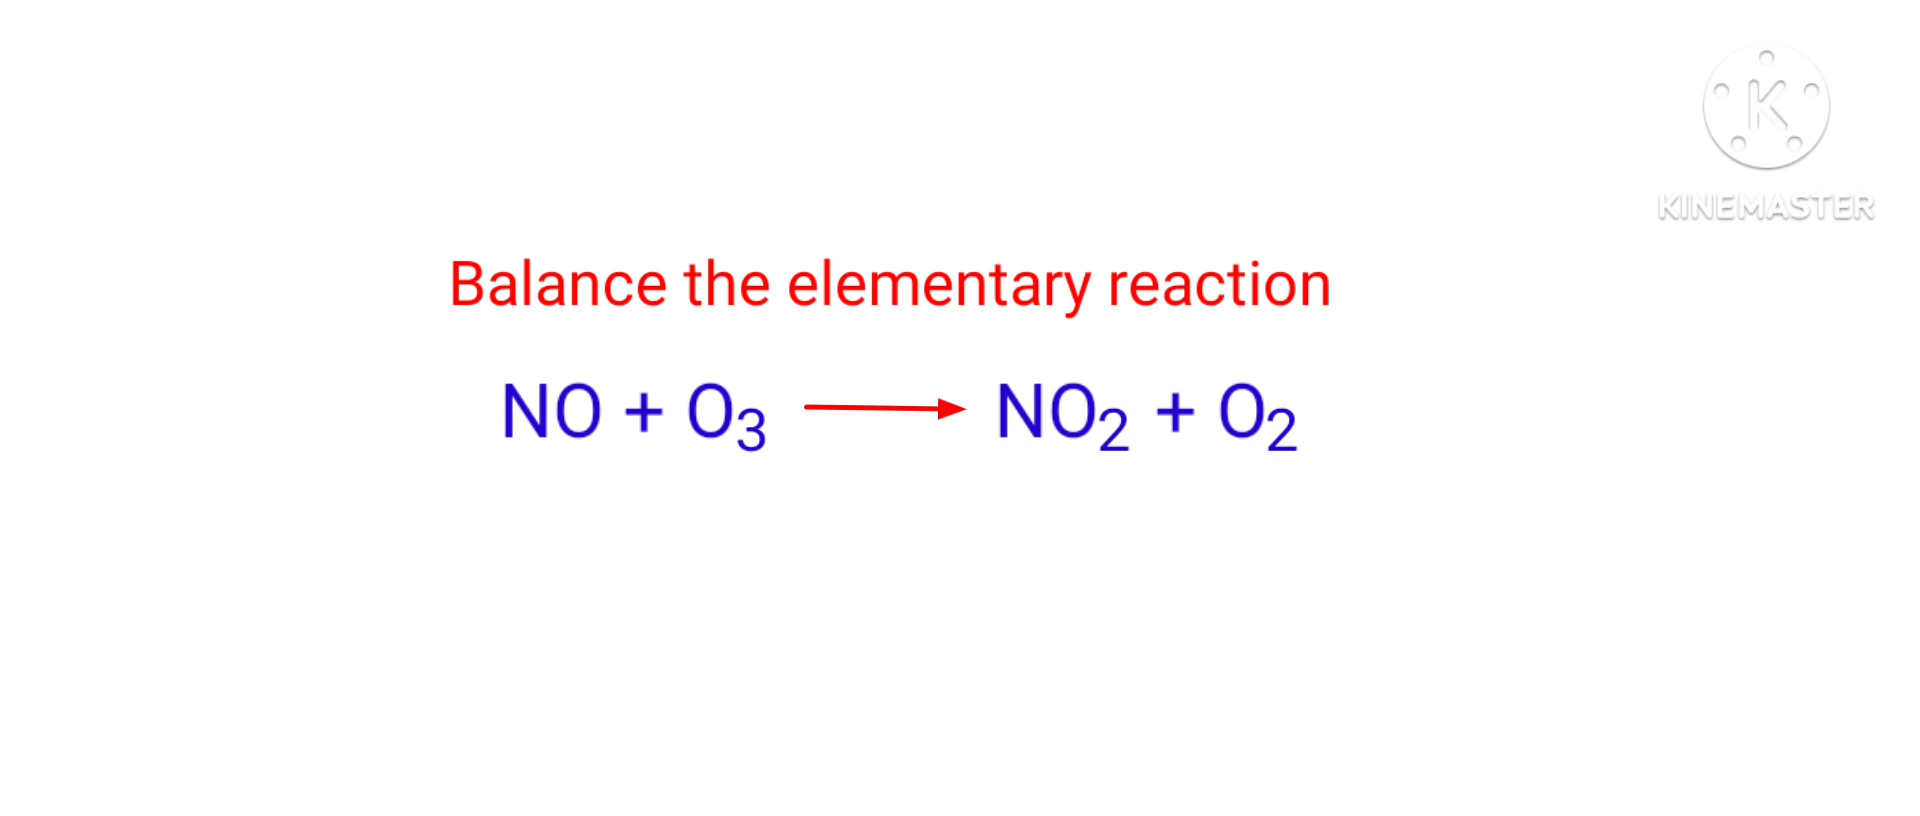 K
KINEMASTER
Balance the elementary reaction
NO + O₃ ⟶ NO₂ + O₂